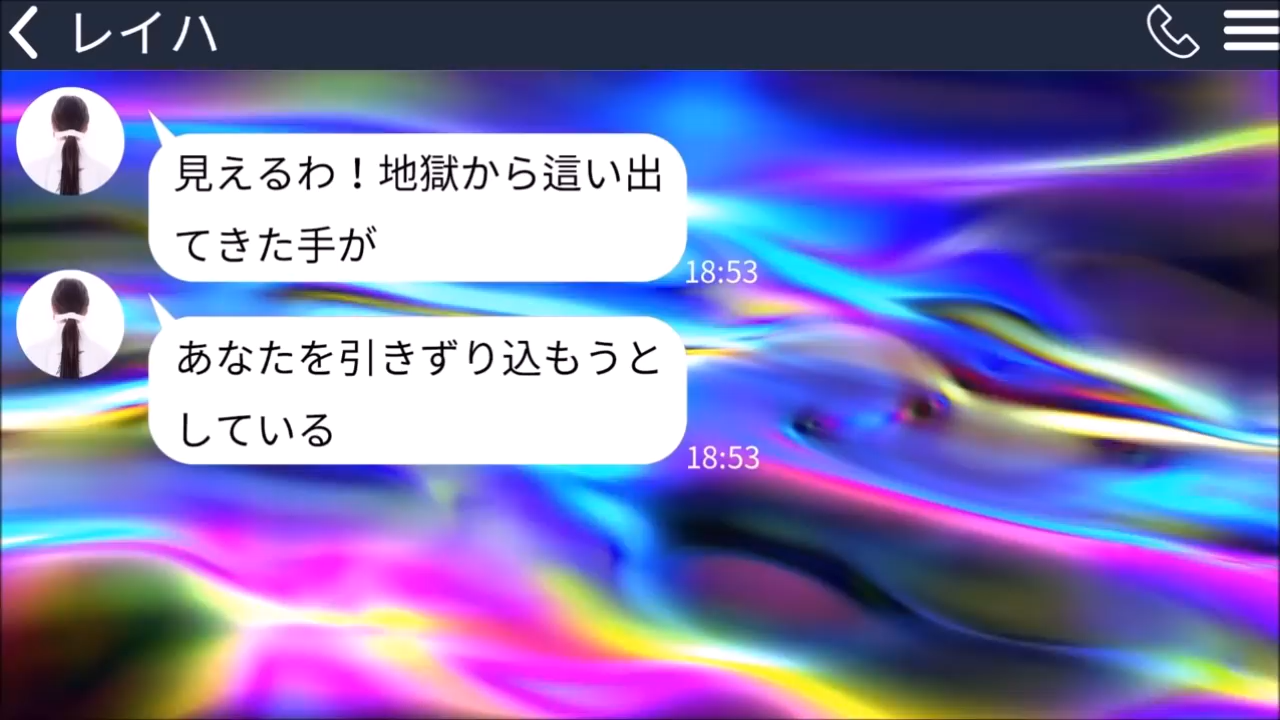 レイハ
見えるわ！地獄から這い出
てきた手が
18:53
あなたを引きずり込もうと
している
18:53